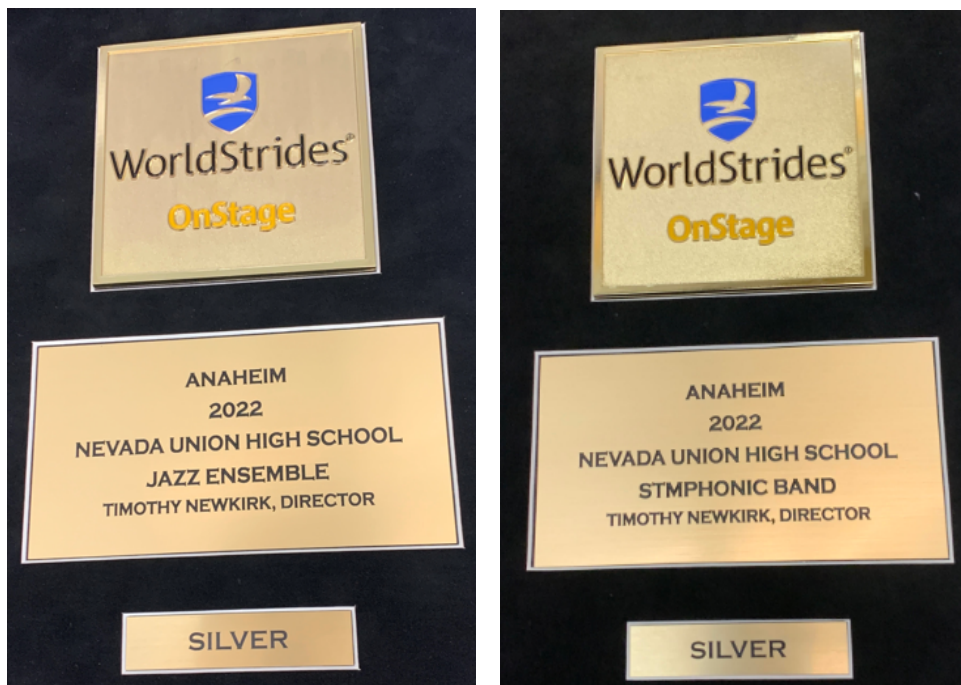 WorldStrides®
OnStage
ANAHEIM
2022
NEVADA UNION HIGH SCHOOL
JAZZ ENSEMBLE
TIMOTHY NEWKIRK, DIRECTOR
SILVER
WorldStrides®
OnStage
ANAHEIM
2022
NEVADA UNION HIGH SCHOOL
STMPHONIC BAND
TIMOTHY NEWKIRK, DIRECTOR
SILVER